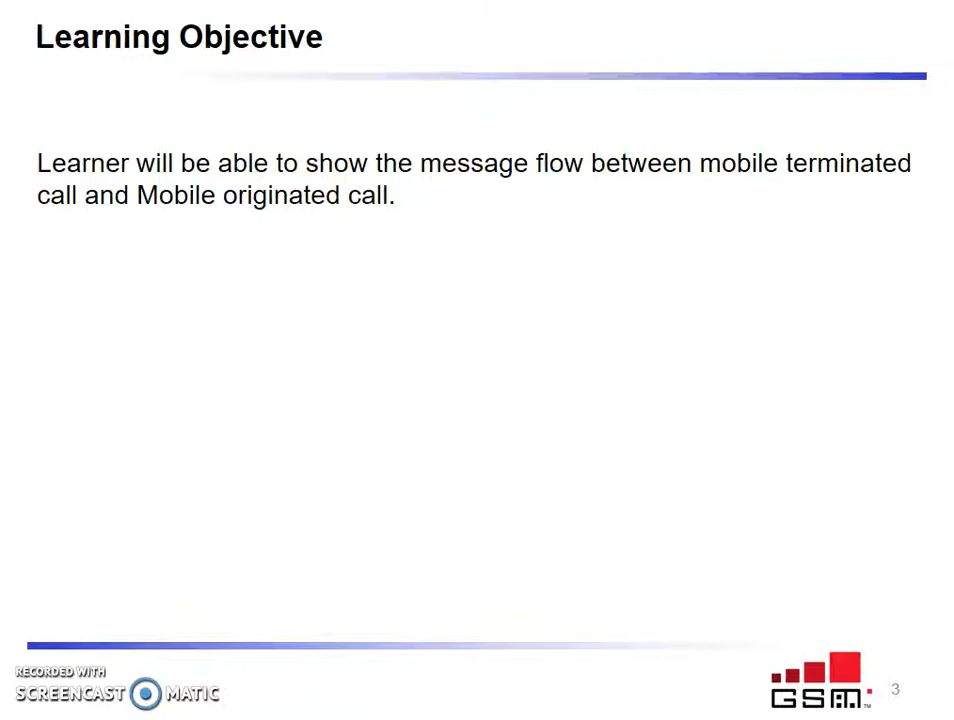 Learning Objective
Learner will be able to show the message flow between mobile terminated
call and Mobile originated call.
RECORDED WITH
SCREENCAST MATIC
GSM™
3